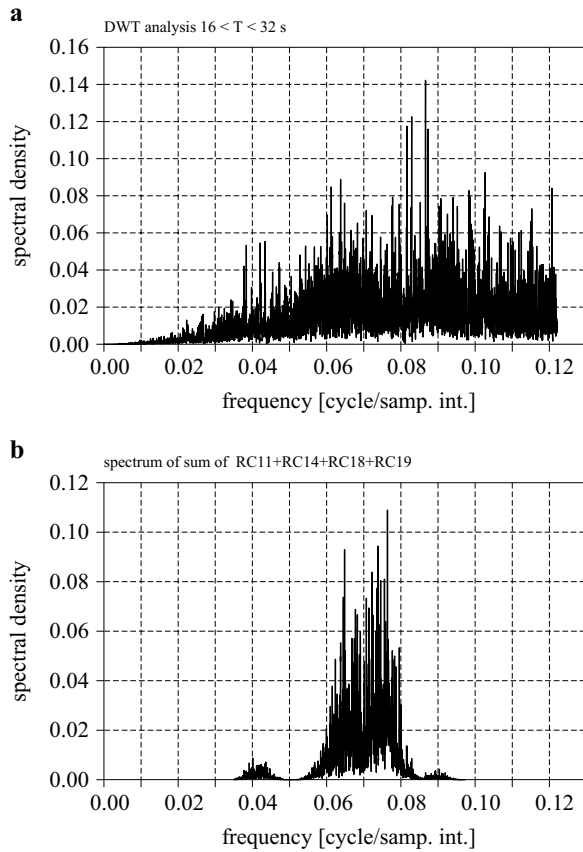 a
DWT analysis 16 < T < 32 s
0.16
0.14
0.12
0.10
0.08
0.06
0.04
0.02
0.00
spectral density
0.00 0.02 0.04 0.06 0.08 0.10 0.12
frequency [cycle/samp. int.]
b
spectrum of sum of RC11+RC14+RC18+RC19
0.12
0.10
0.08
0.06
0.04
0.02
0.00
spectral density
0.00 0.02 0.04 0.06 0.08 0.10 0.12
frequency [cycle/samp. int.]